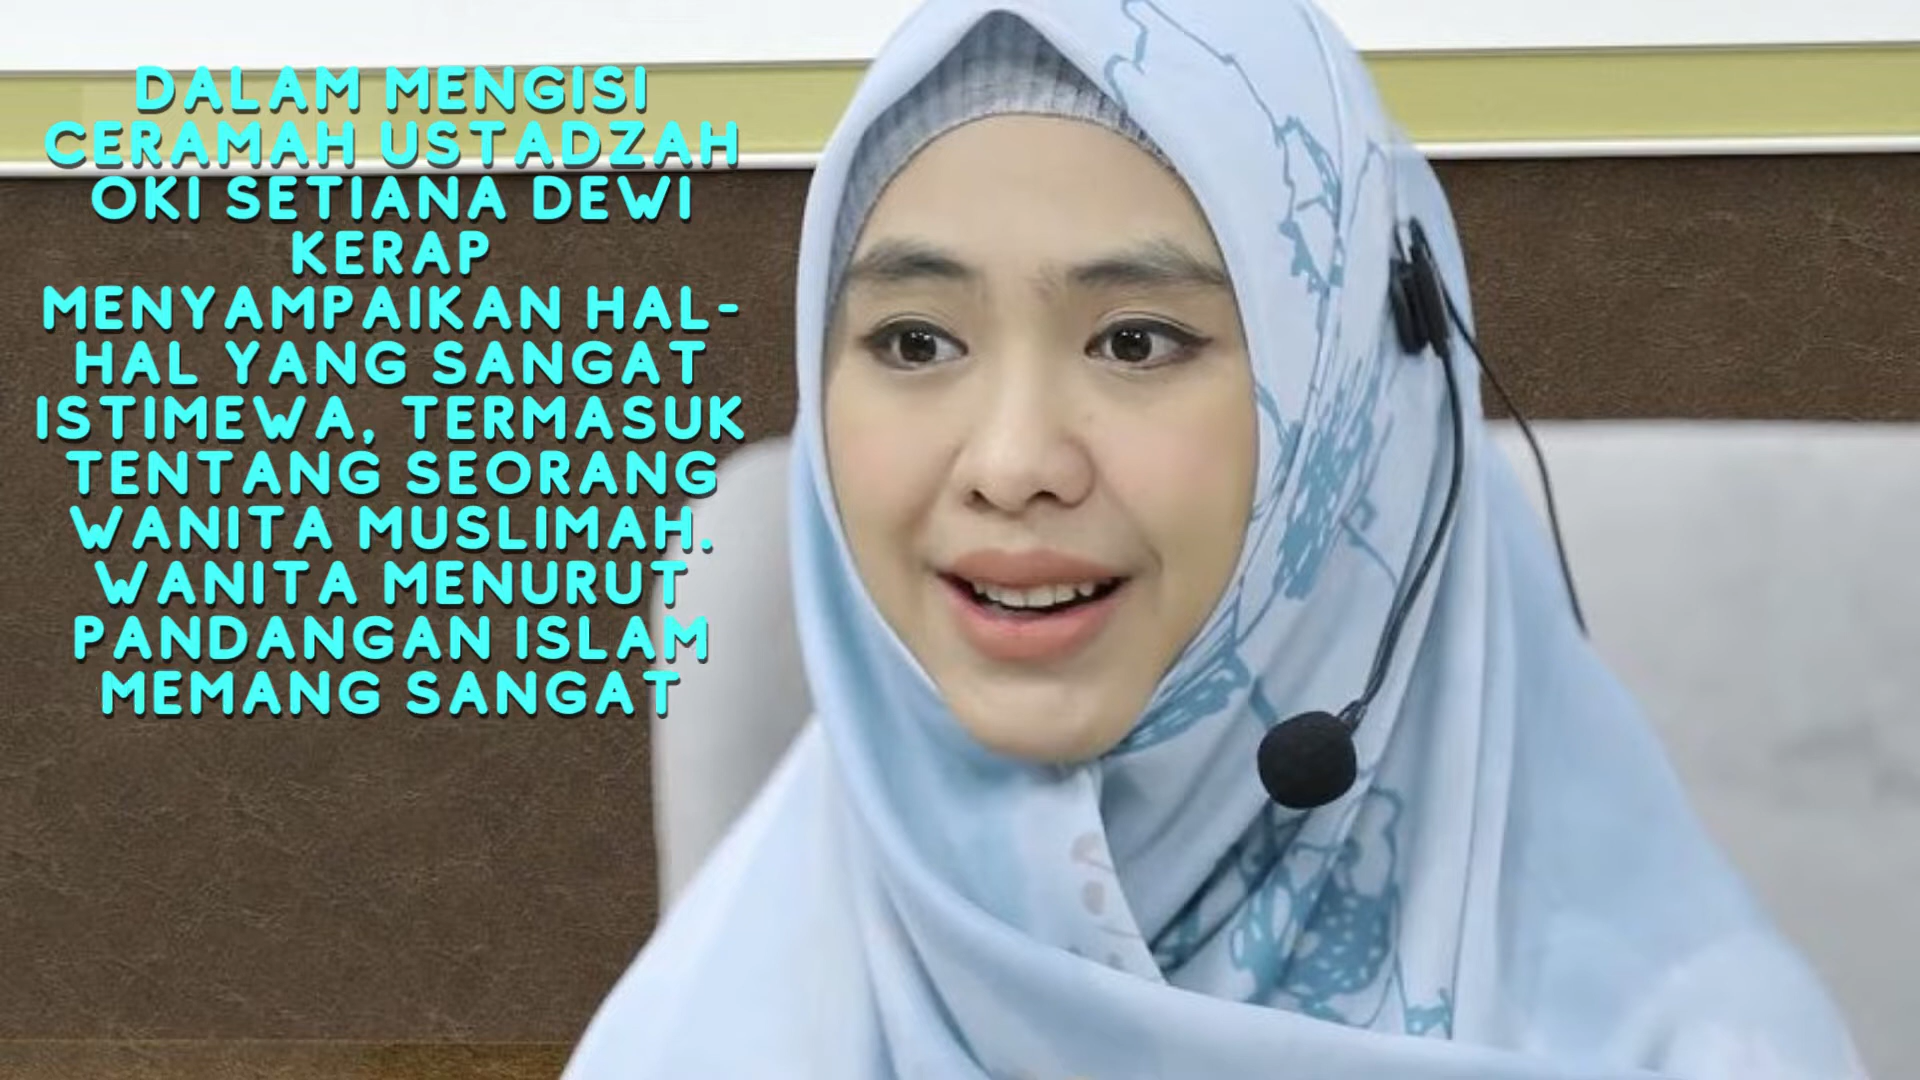 DALAM MENGISI
CERAMAH USTADZAH
OKI SETIANA DEWI
KERAP
MENYAMPAIKAN HAL-
HAL YANG SANGAT
ISTIMEWA, TERMASUK
TENTANG SEORANG
WANITA MUSLIMAH.
WANITA MENURUT
PANDANGAN ISLAM
MEMANG SANGAT